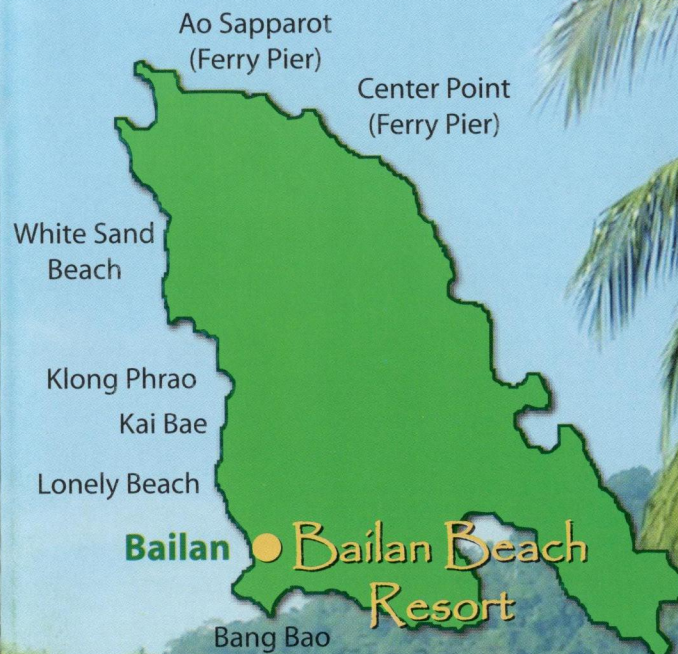 Ao Sapparot
(Ferry Pier)
Center Point
(Ferry Pier)
White Sand
Beach
Klong Phrao
Kai Bae
Lonely Beach
Bailan
Bailan Beach
Resort
Bang Bao